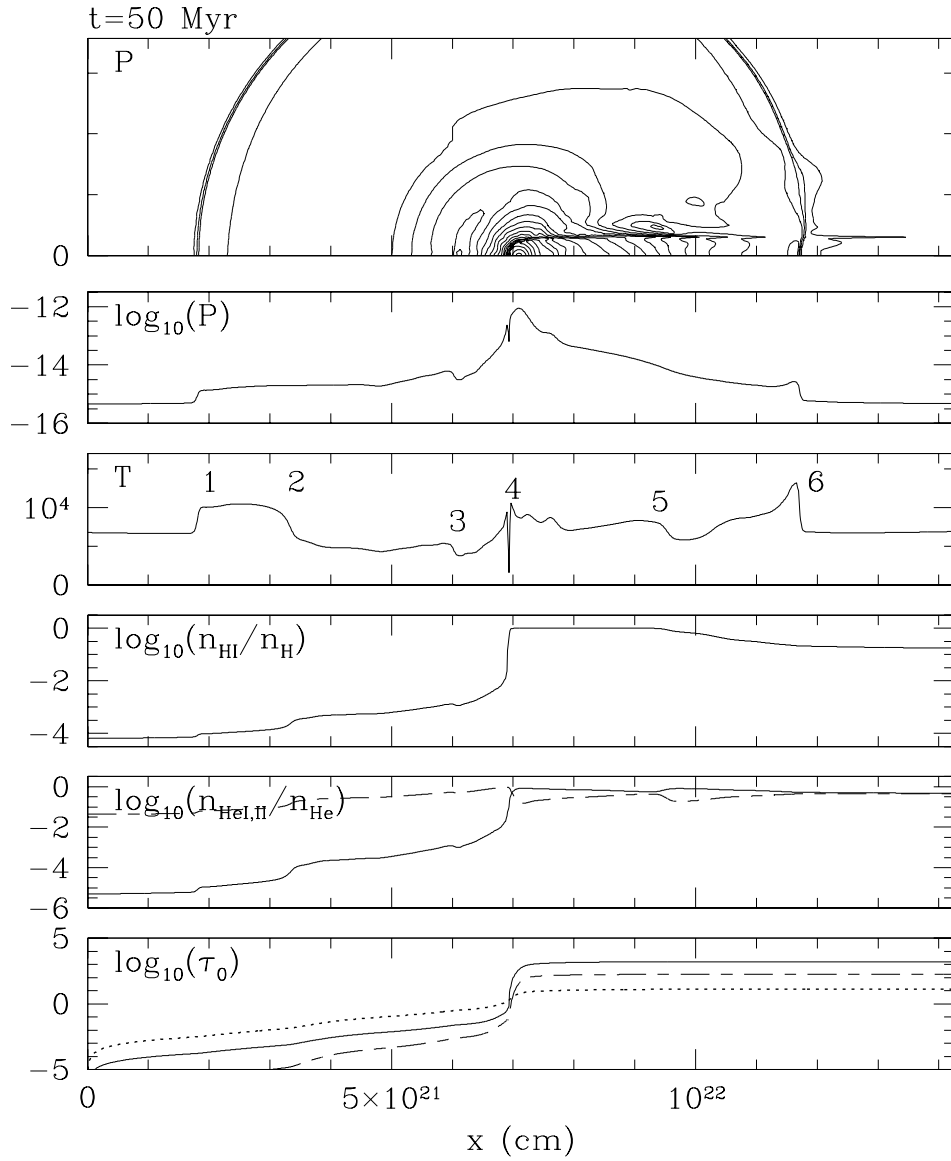 t=50 Myr
P
0
−12
log₁₀(P)
−14
−16
T
1 2 3 4 5 6
10⁴
0
0
log₁₀(n_HI/n_H)
−2
−4
0
log₁₀(n_HeI,II/n_He)
−2
−4
−6
5
log₁₀(τ₀)
0
−5
0 5×10²¹ 10²²
x (cm)